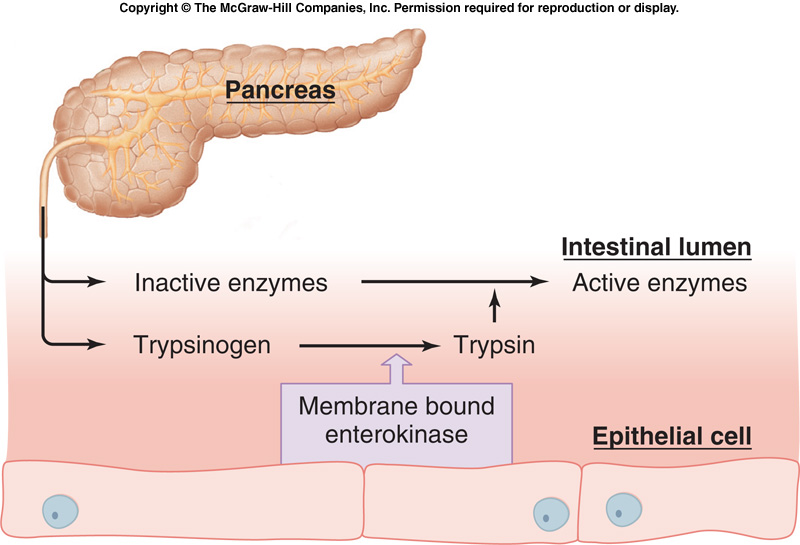 Copyright © The McGraw-Hill Companies, Inc. Permission required for reproduction or display.
Pancreas
Intestinal lumen
Inactive enzymes
Active enzymes
Trypsinogen
Trypsin
Membrane bound
enterokinase
Epithelial cell